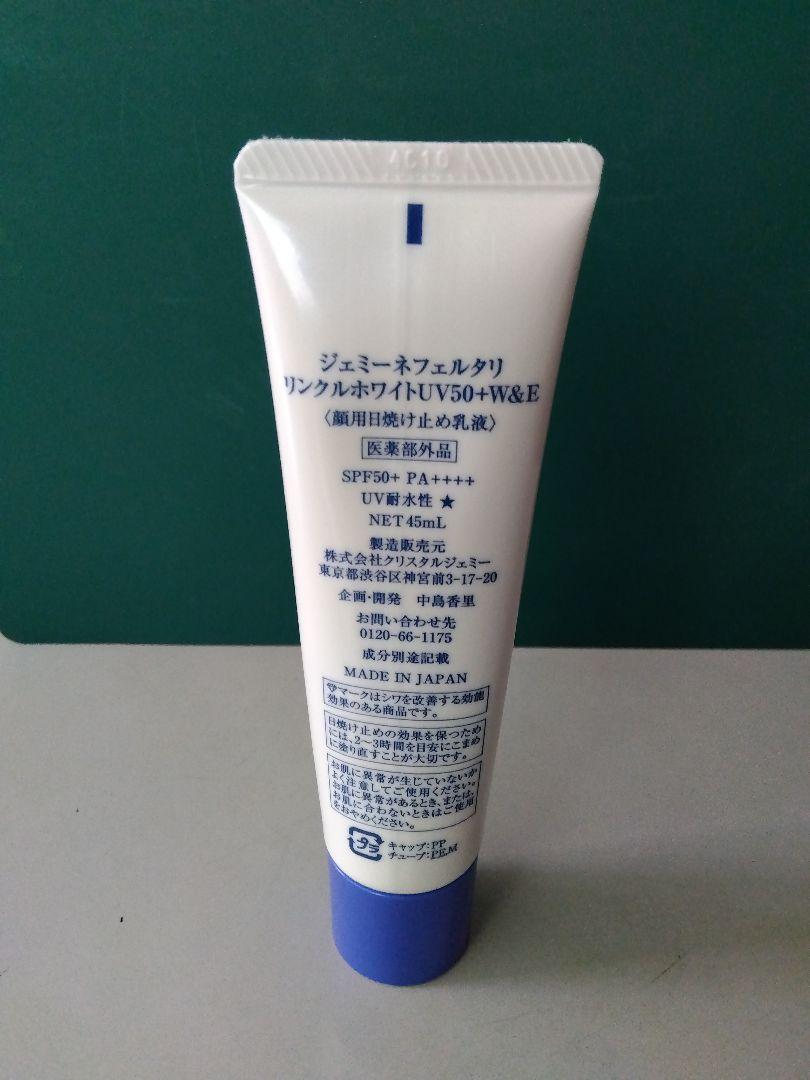 4C10
ジェミーネフェルタリ
リンクルホワイトUV50+W&E
〈顔用日焼け止め乳液〉
医薬部外品
SPF50+ PA++++
UV耐水性 ★
NET 45mL
製造販売元
株式会社クリスタルジェミー
東京都渋谷区神宮前3-17-20
企画・開発 中島香里
お問い合わせ先
0120-66-1175
成分別途記載
MADE IN JAPAN
マークはシワを改善する効能
効果のある商品です。
日焼け止めの効果を保つため
には、2〜3時間を目安にこまめ
に塗り直すことが大切です。
お肌に異常が生じていないか
よく注意してご使用ください。
お肌に異常があるとき、または、
お肌に合わないときはご使用
をおやめください。
プラ
キャップ:PP
チューブ:PE,M